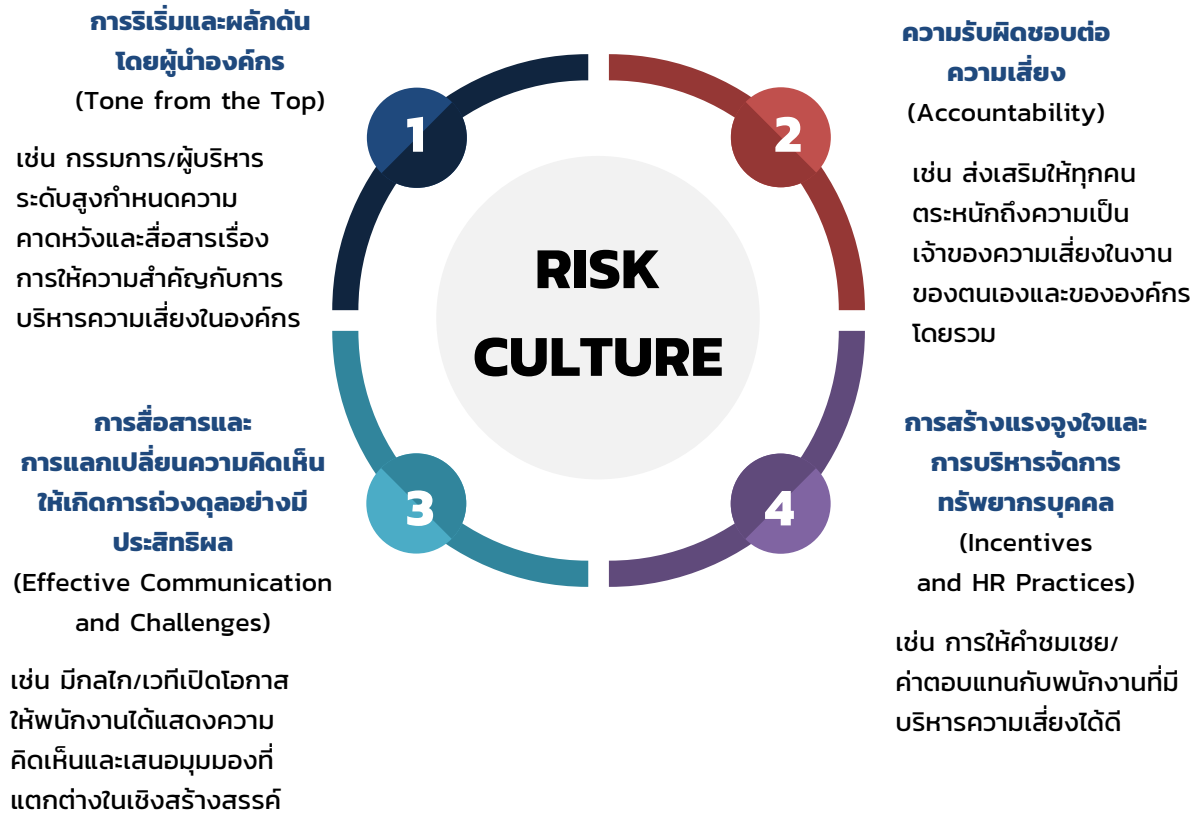 การริเริ่มและผลักดัน
โดยผู้นำองค์กร
(Tone from the Top)
เช่น กรรมการ/ผู้บริหาร
ระดับสูงกำหนดความ
คาดหวังและสื่อสารเรื่อง
การให้ความสำคัญกับการ
บริหารความเสี่ยงในองค์กร
1
ความรับผิดชอบต่อ
ความเสี่ยง
(Accountability)
เช่น ส่งเสริมให้ทุกคน
ตระหนักถึงความเป็น
เจ้าของความเสี่ยงในงาน
ของตนเองและขององค์กร
โดยรวม
2
RISK
CULTURE
การสื่อสารและ
การแลกเปลี่ยนความคิดเห็น
ให้เกิดการถ่วงดุลอย่างมี
ประสิทธิผล
(Effective Communication
and Challenges)
เช่น มีกลไก/เวทีเปิดโอกาส
ให้พนักงานได้แสดงความ
คิดเห็นและเสนอมุมมองที่
แตกต่างในเชิงสร้างสรรค์
3
การสร้างแรงจูงใจและ
การบริหารจัดการ
ทรัพยากรบุคคล
(Incentives
and HR Practices)
เช่น การให้คำชมเชย/
ค่าตอบแทนกับพนักงานที่มี
บริหารความเสี่ยงได้ดี
4